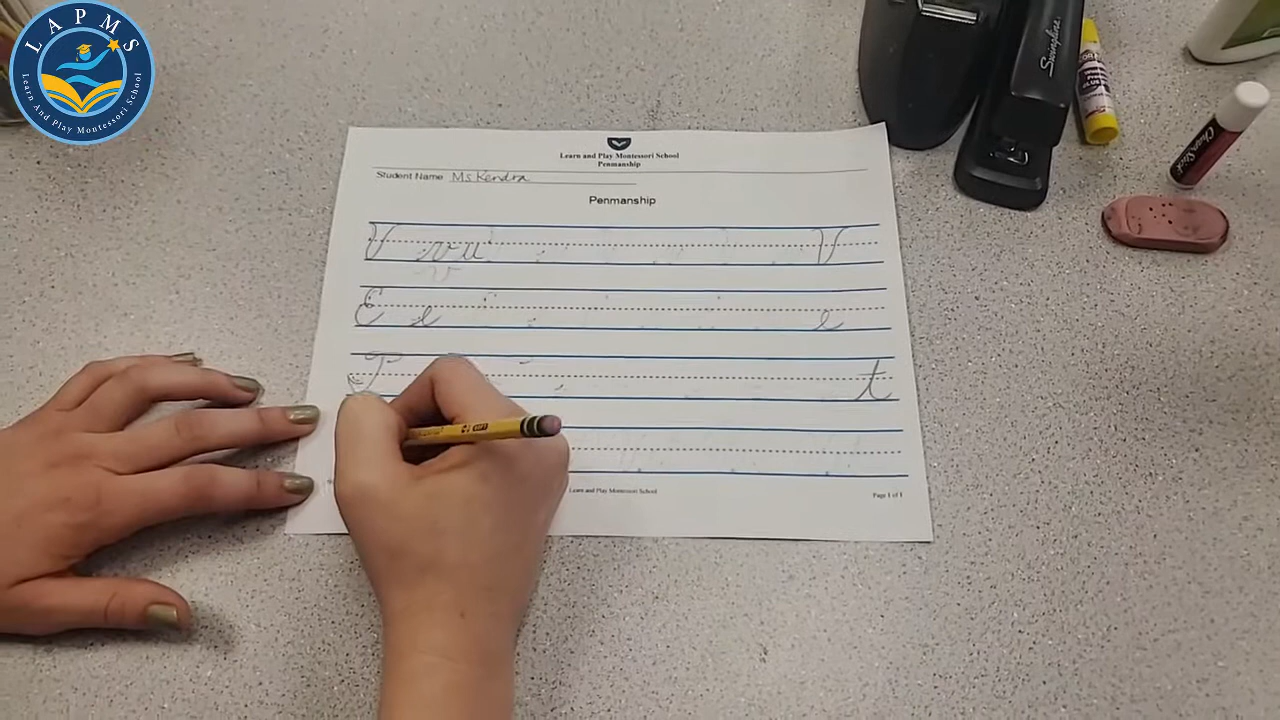 LAPMS
Learn And Play Montessori School
Swingline
ChapStick
Learn and Play Montessori School
Penmanship
Student Name Ms Kendra
Penmanship
V v u V
E e e
T t
Learn and Play Montessori School
Page 1 of 1